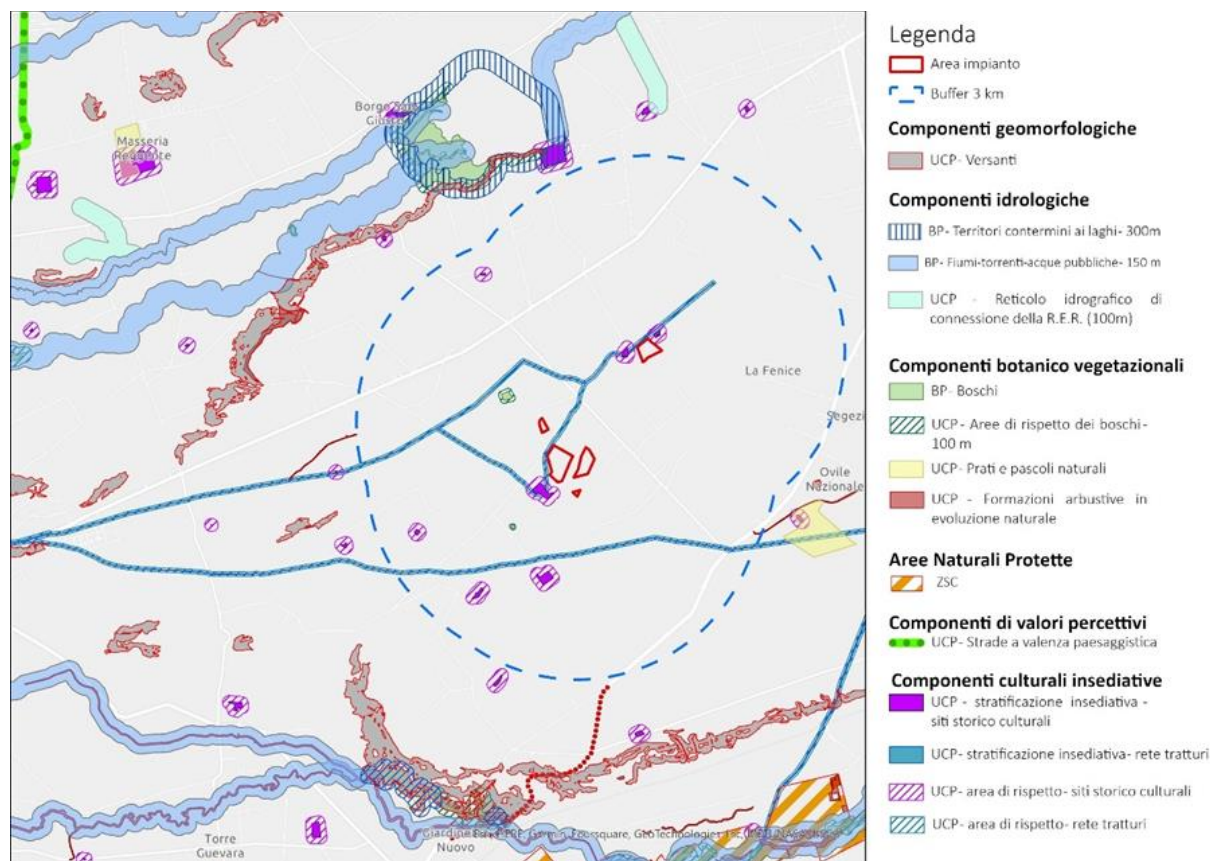 Borgo San
Giusto
Masseria
La Fenice
Ovile
Nazionale
Torre
Guevara
Nuovo
Legenda
Area impianto
Buffer 3 km
Componenti geomorfologiche
UCP- Versanti
Componenti idrologiche
BP- Territori contermini ai laghi- 300m
BP- Fiumi-torrenti-acque pubbliche- 150 m
UCP - Reticolo idrografico di
connessione della R.E.R. (100m)
Componenti botanico vegetazionali
BP- Boschi
UCP- Aree di rispetto dei boschi-
100 m
UCP- Prati e pascoli naturali
UCP - Formazioni arbustive in
evoluzione naturale
Aree Naturali Protette
ZSC
Componenti di valori percettivi
UCP- Strade a valenza paesaggistica
Componenti culturali insediative
UCP - stratificazione insediativa -
siti storico culturali
UCP- stratificazione insediativa- rete tratturi
UCP- area di rispetto- siti storico culturali
UCP- area di rispetto- rete tratturi